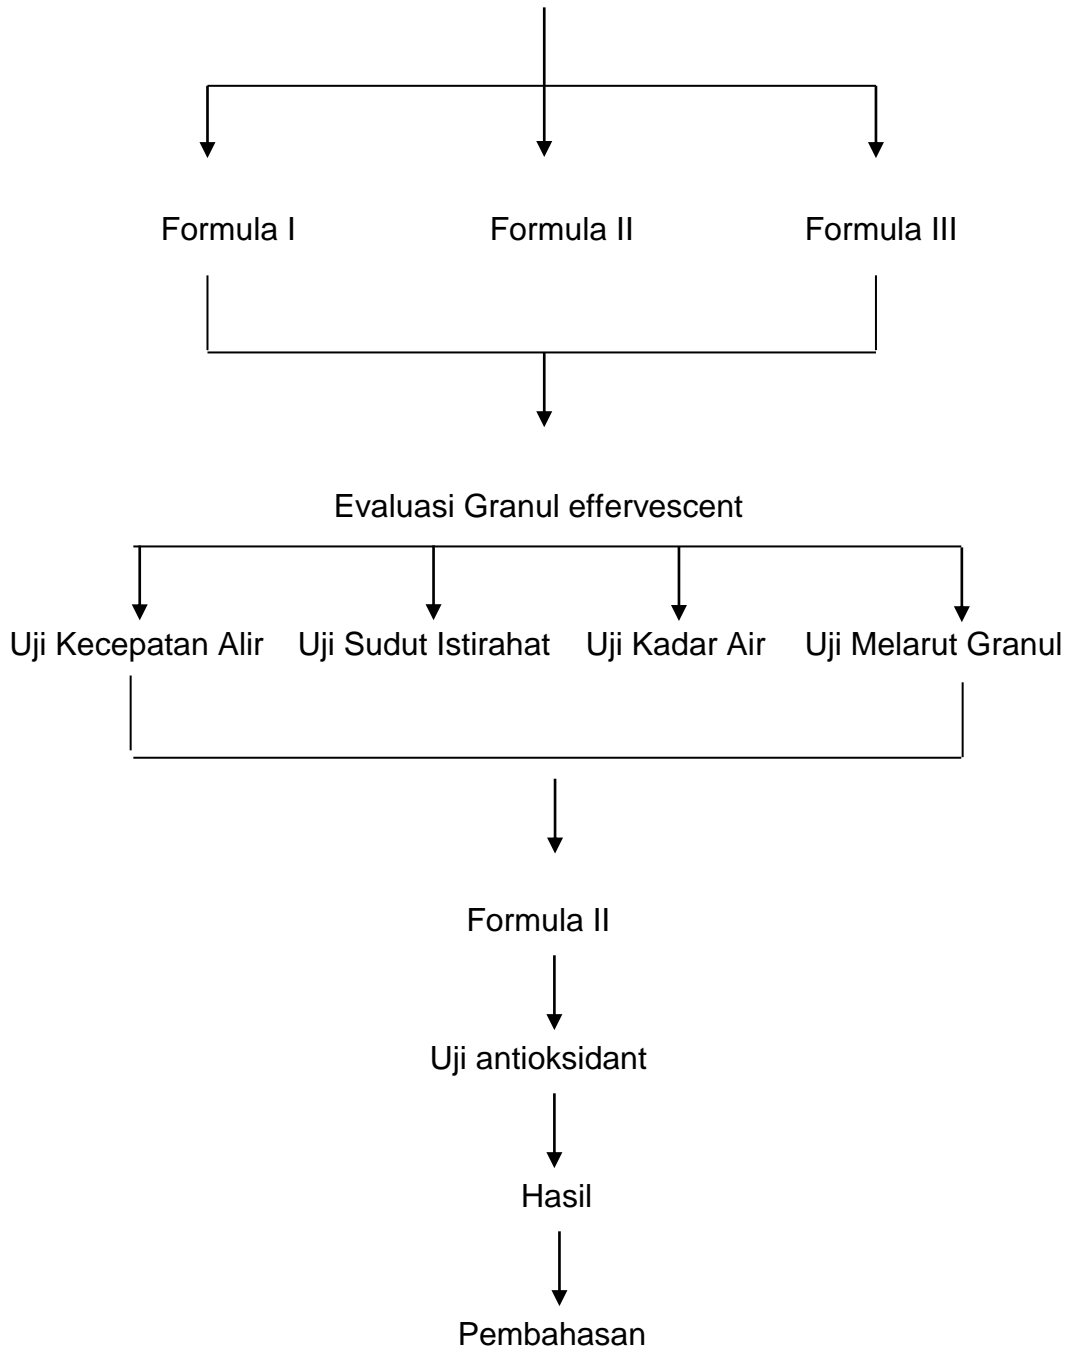 Formula I Formula II Formula III
Evaluasi Granul effervescent
Uji Kecepatan Alir Uji Sudut Istirahat Uji Kadar Air Uji Melarut Granul
Formula II
Uji antioksidant
Hasil
Pembahasan